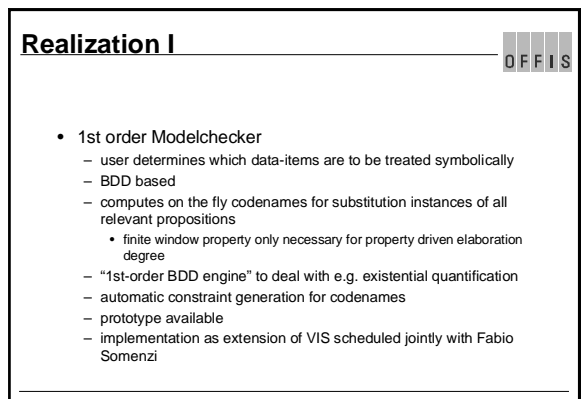 Realization I
OFFIS
• 1st order Modelchecker
– user determines which data-items are to be treated symbolically
– BDD based
– computes on the fly codenames for substitution instances of all
relevant propositions
• finite window property only necessary for property driven elaboration
degree
– "1st-order BDD engine" to deal with e.g. existential quantification
– automatic constraint generation for codenames
– prototype available
– implementation as extension of VIS scheduled jointly with Fabio
Somenzi